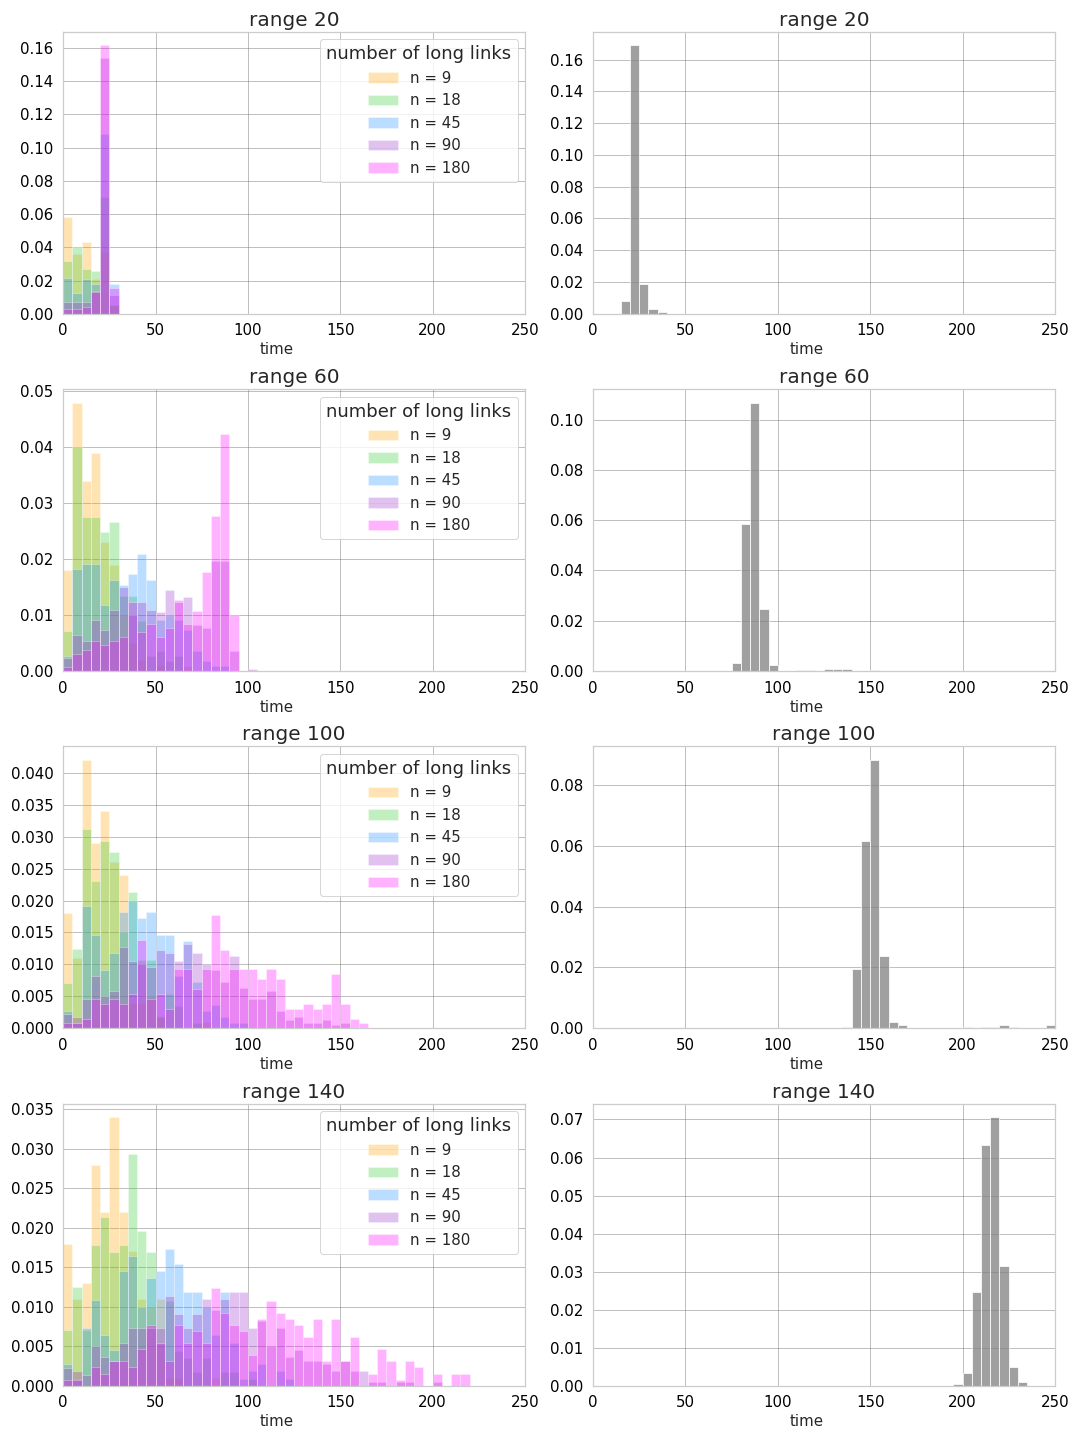 range 20
0.16
0.14
0.12
0.10
0.08
0.06
0.04
0.02
0.00
0 50 100 150 200 250
time
number of long links
n = 9
n = 18
n = 45
n = 90
n = 180
range 20
0.16
0.14
0.12
0.10
0.08
0.06
0.04
0.02
0.00
0 50 100 150 200 250
time
range 60
0.05
0.04
0.03
0.02
0.01
0.00
0 50 100 150 200 250
time
number of long links
n = 9
n = 18
n = 45
n = 90
n = 180
range 60
0.10
0.08
0.06
0.04
0.02
0.00
0 50 100 150 200 250
time
range 100
0.040
0.035
0.030
0.025
0.020
0.015
0.010
0.005
0.000
0 50 100 150 200 250
time
number of long links
n = 9
n = 18
n = 45
n = 90
n = 180
range 100
0.08
0.06
0.04
0.02
0.00
0 50 100 150 200 250
time
range 140
0.035
0.030
0.025
0.020
0.015
0.010
0.005
0.000
0 50 100 150 200 250
time
number of long links
n = 9
n = 18
n = 45
n = 90
n = 180
range 140
0.07
0.06
0.05
0.04
0.03
0.02
0.01
0.00
0 50 100 150 200 250
time